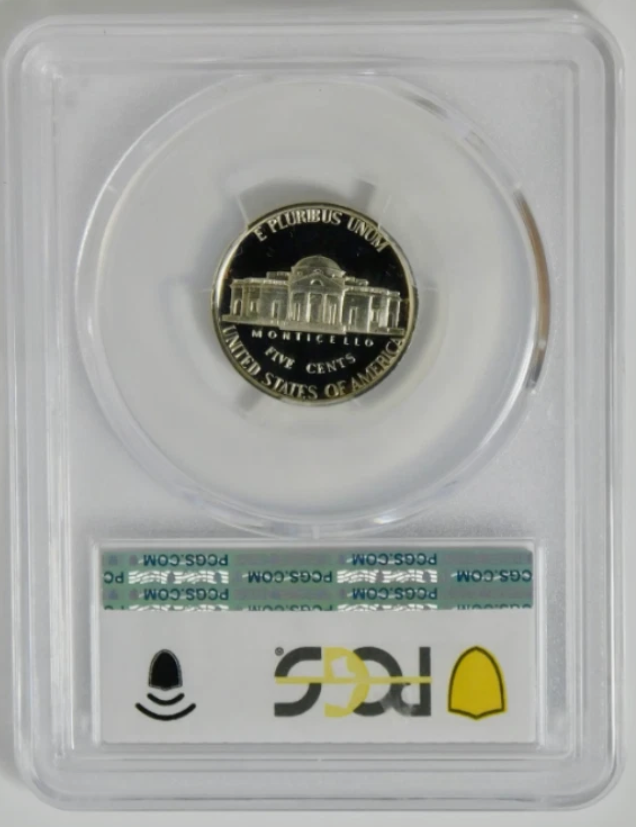 E PLURIBUS UNUM
MONTICELLO
FIVE CENTS
UNITED STATES OF AMERICA
PCGS.COM PCGS.COM
PCGS.COM PCGS.COM
PCGS.COM PCGS.COM
PCGS